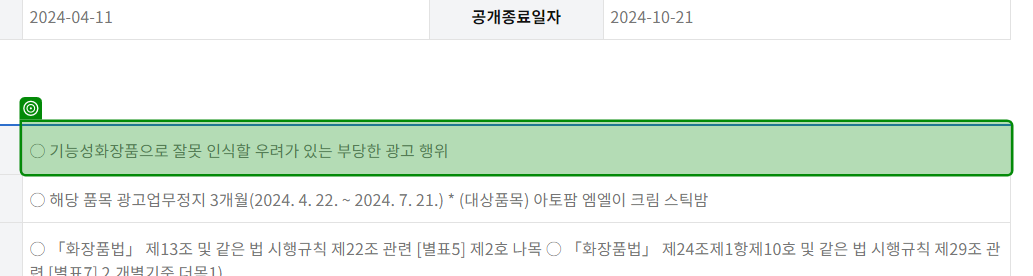 2024-04-11 공개종료일자 2024-10-21
○ 기능성화장품으로 잘못 인식할 우려가 있는 부당한 광고 행위
○ 해당 품목 광고업무정지 3개월(2024. 4. 22. ~ 2024. 7. 21.) * (대상품목) 아토팜 엠엘이 크림 스틱밤
○ 「화장품법」 제13조 및 같은 법 시행규칙 제22조 관련 [별표5] 제2호 나목 ○ 「화장품법」 제24조제1항제10호 및 같은 법 시행규칙 제29조 관
련 [별표7] 2.개별기준 더목1)